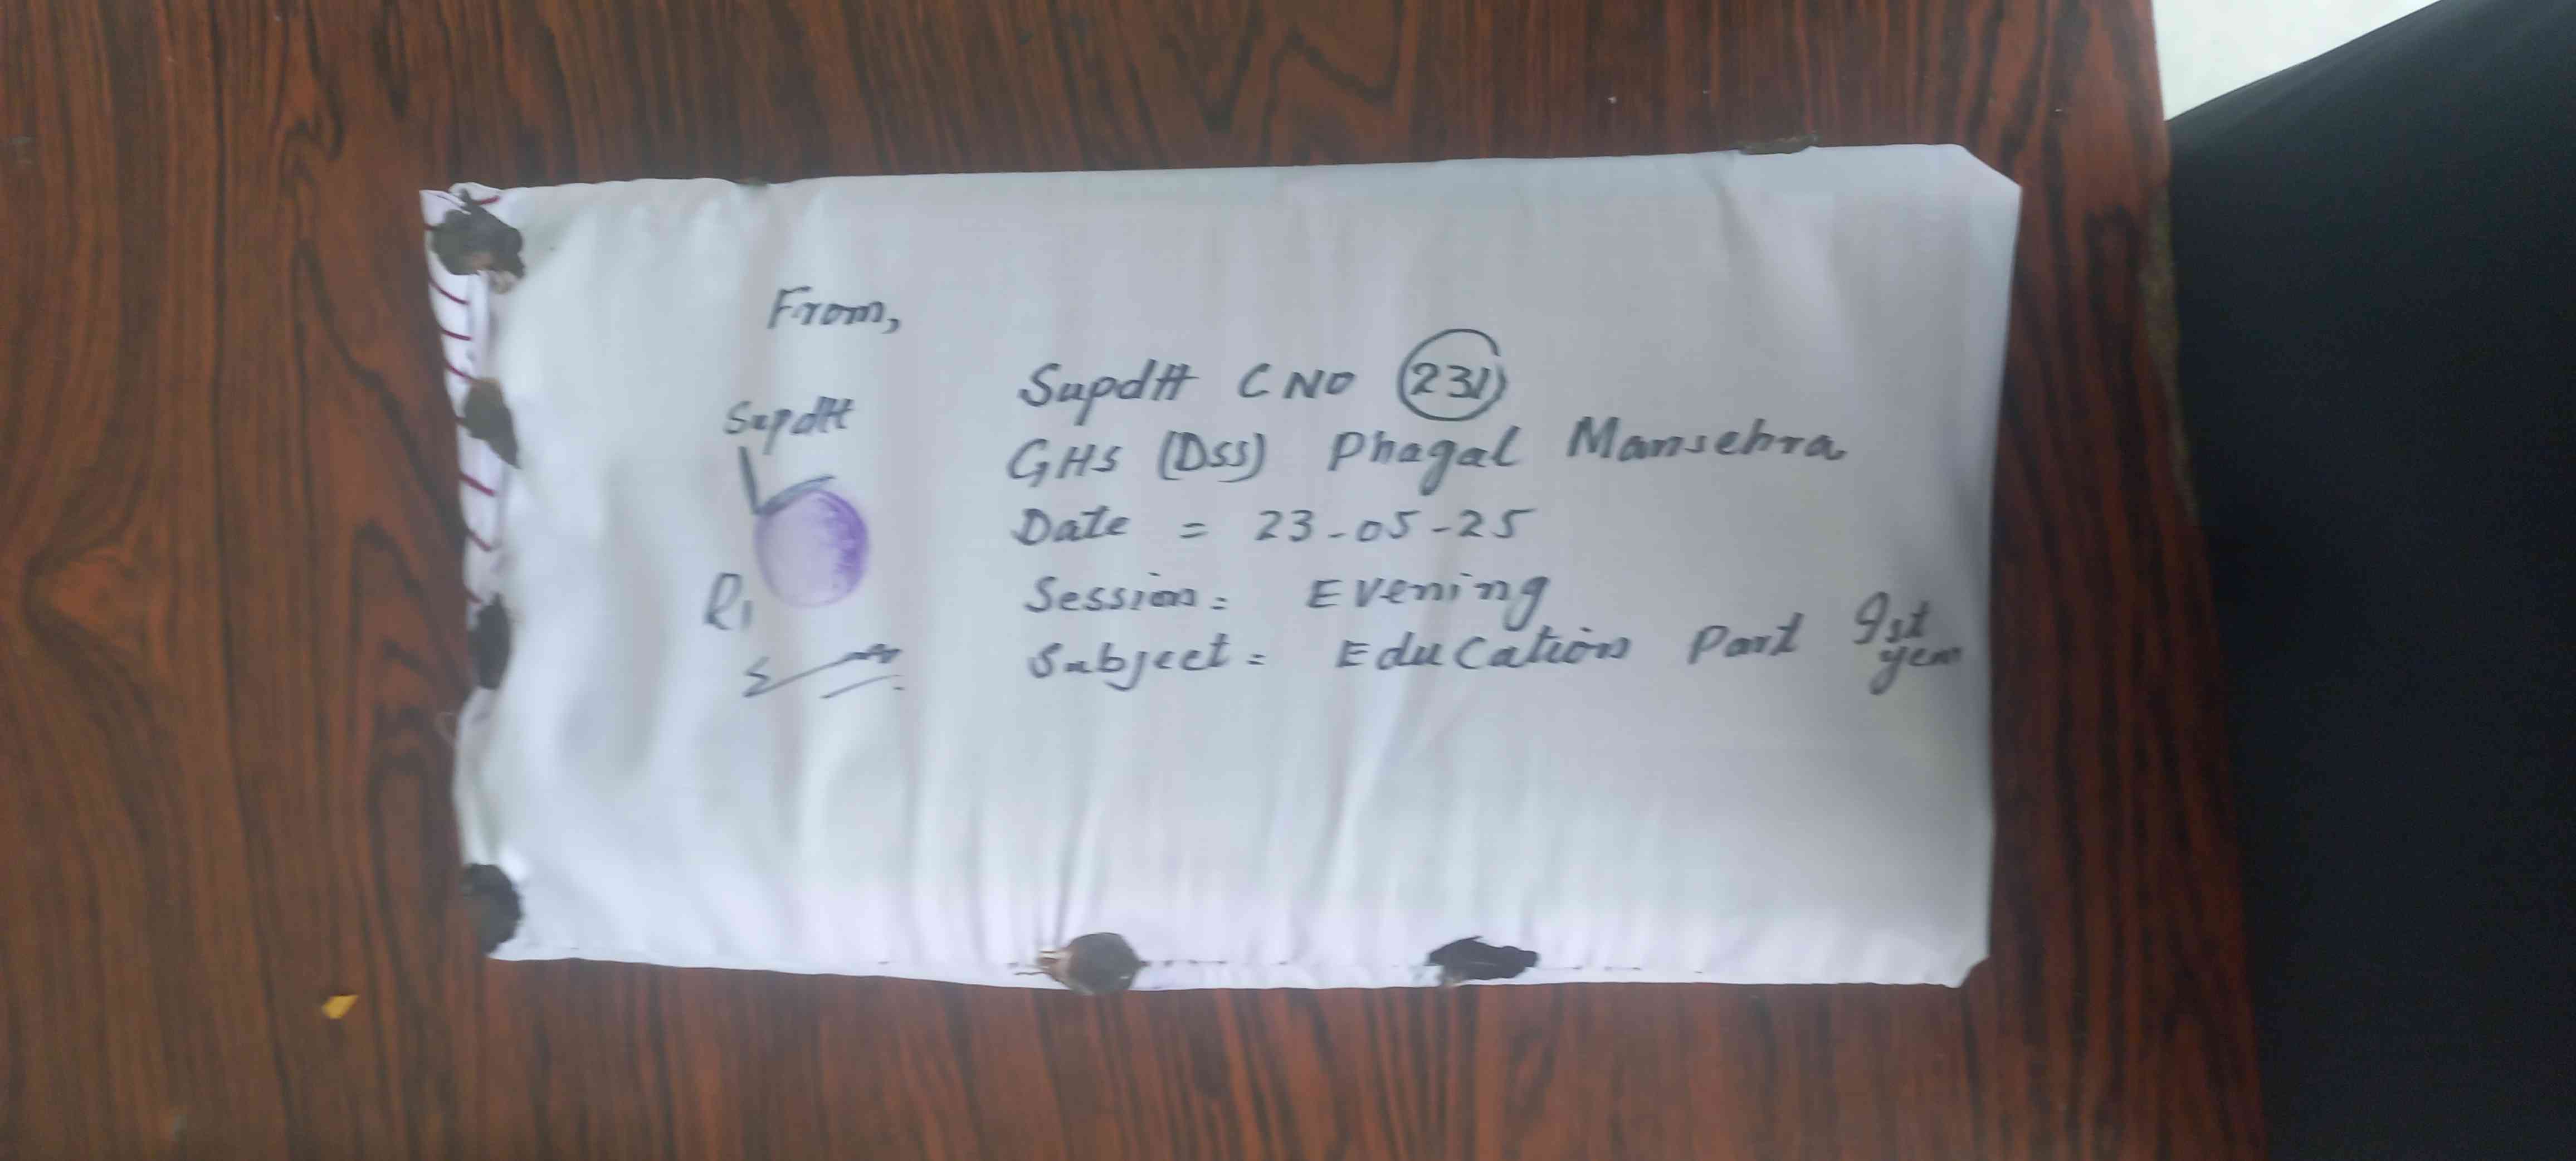 From,
Supdtt CNO 231
Supdtt
GHS (DSS) Phagal Mansehra
Date = 23-05-25
Session = Evening
RI
Subject = Education Part Ist year